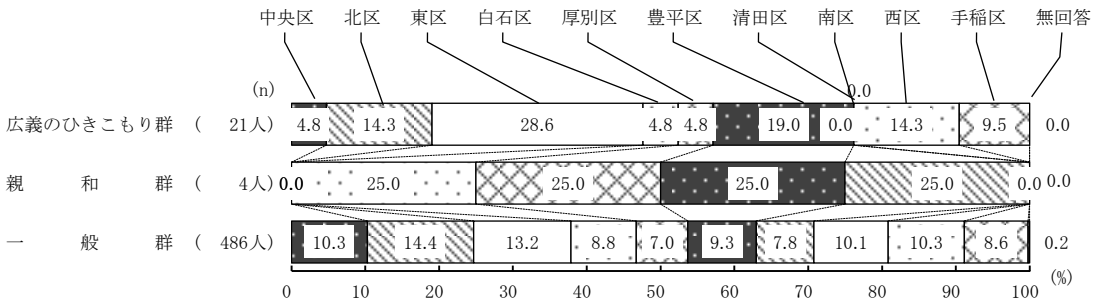 中央区 北区 東区 白石区 厚別区 豊平区 清田区 南区 西区 手稲区 無回答
0.0
(n)
広義のひきこもり群 ( 21人) 4.8 14.3 28.6 4.8 4.8 19.0 0.0 14.3 9.5 0.0
親和群 ( 4人) 0.0 25.0 25.0 25.0 25.0 0.0 0.0
一般群 ( 486人) 10.3 14.4 13.2 8.8 7.0 9.3 7.8 10.1 10.3 8.6 0.2
0 10 20 30 40 50 60 70 80 90 100 (%)